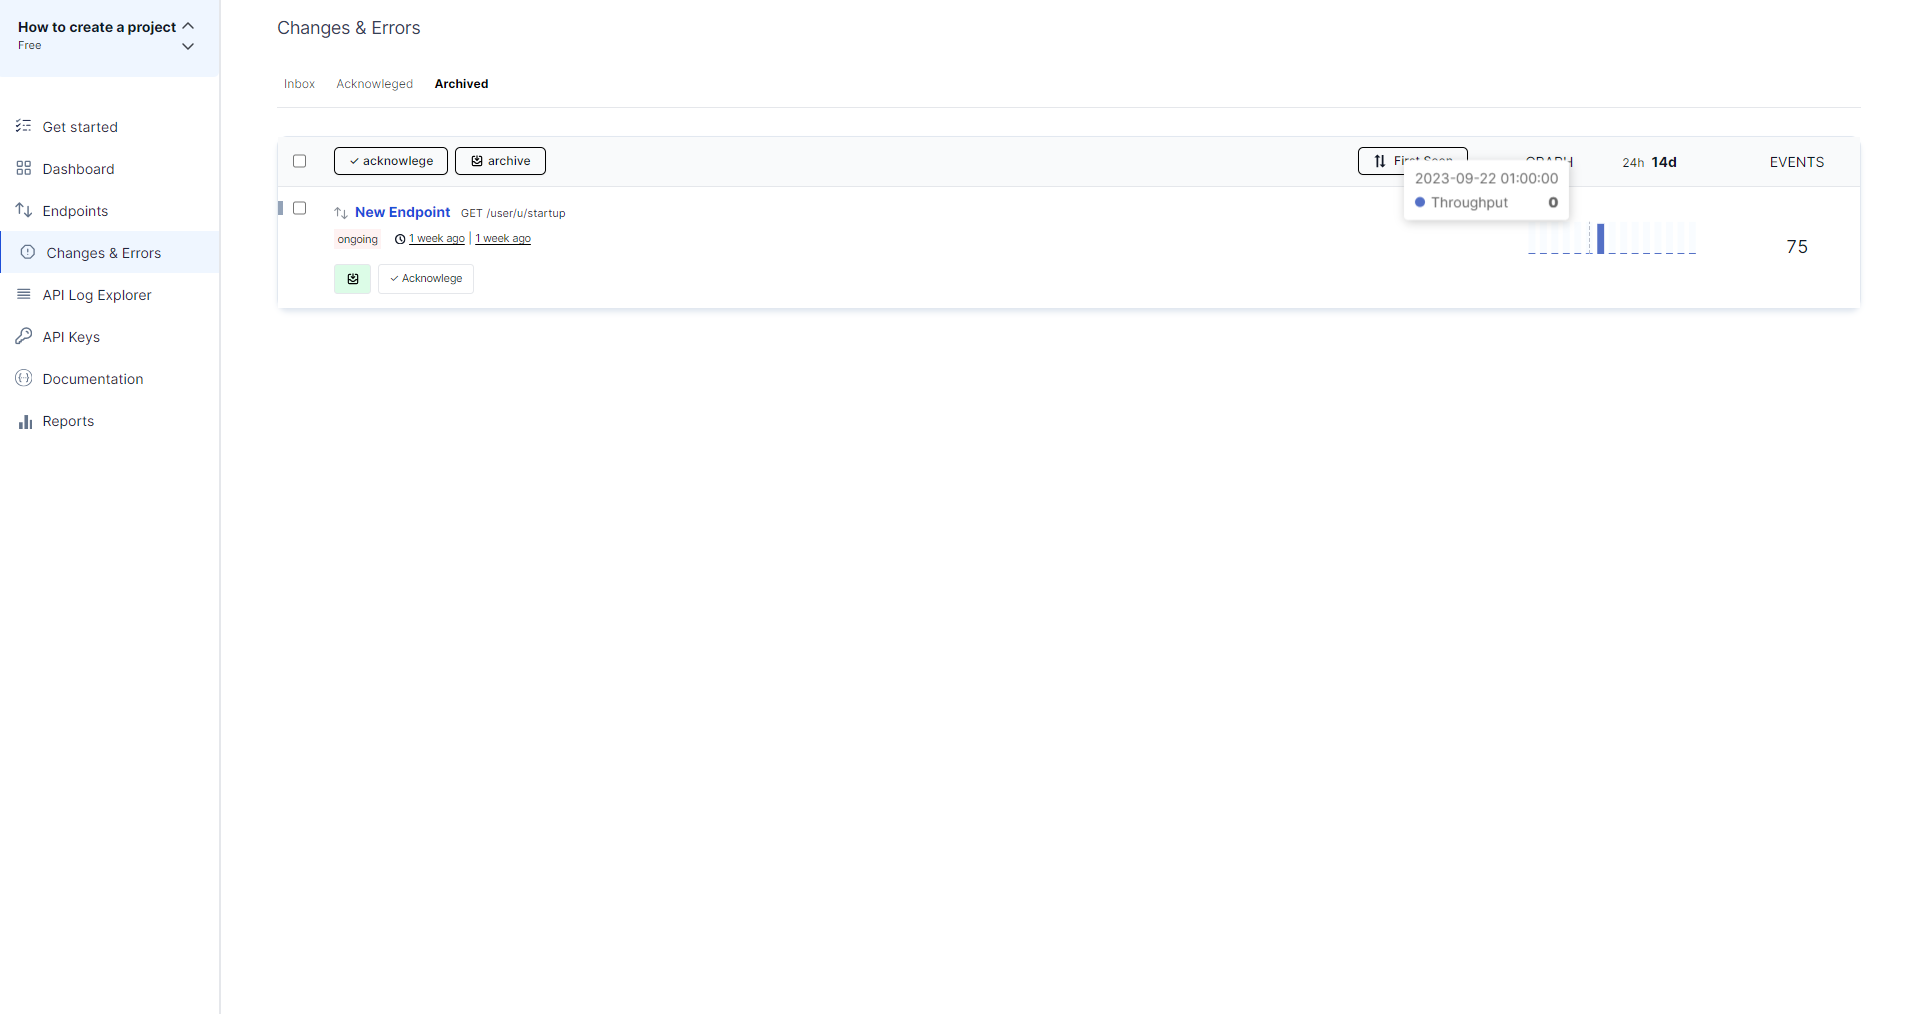 How to create a project
Free
Get started
Dashboard
Endpoints
Changes & Errors
API Log Explorer
API Keys
Documentation
Reports
Changes & Errors
Inbox Acknowleged Archived
acknowlege archive First Seen GRAPH 24h 14d EVENTS
2023-09-22 01:00:00
Throughput 0
New Endpoint GET /user/u/startup
ongoing 1 week ago | 1 week ago
75
Acknowlege